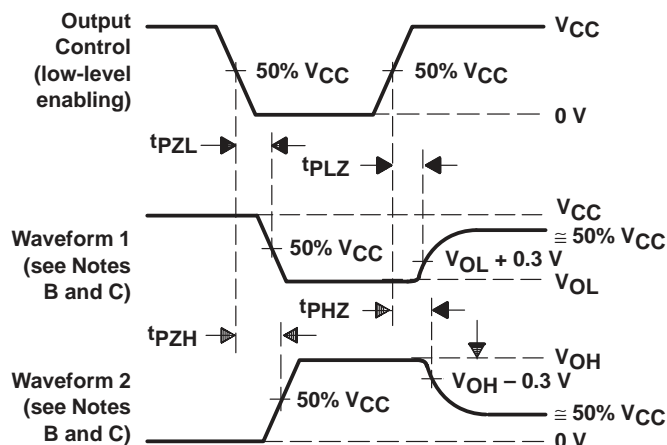 Output
Control
(low-level
enabling)
VCC
50% VCC
50% VCC
0 V
tPZL
tPLZ
Waveform 1
(see Notes
B and C)
VCC
≅ 50% VCC
50% VCC
VOL + 0.3 V
VOL
tPZH
tPHZ
Waveform 2
(see Notes
B and C)
VOH
VOH – 0.3 V
50% VCC
≅ 50% VCC
0 V